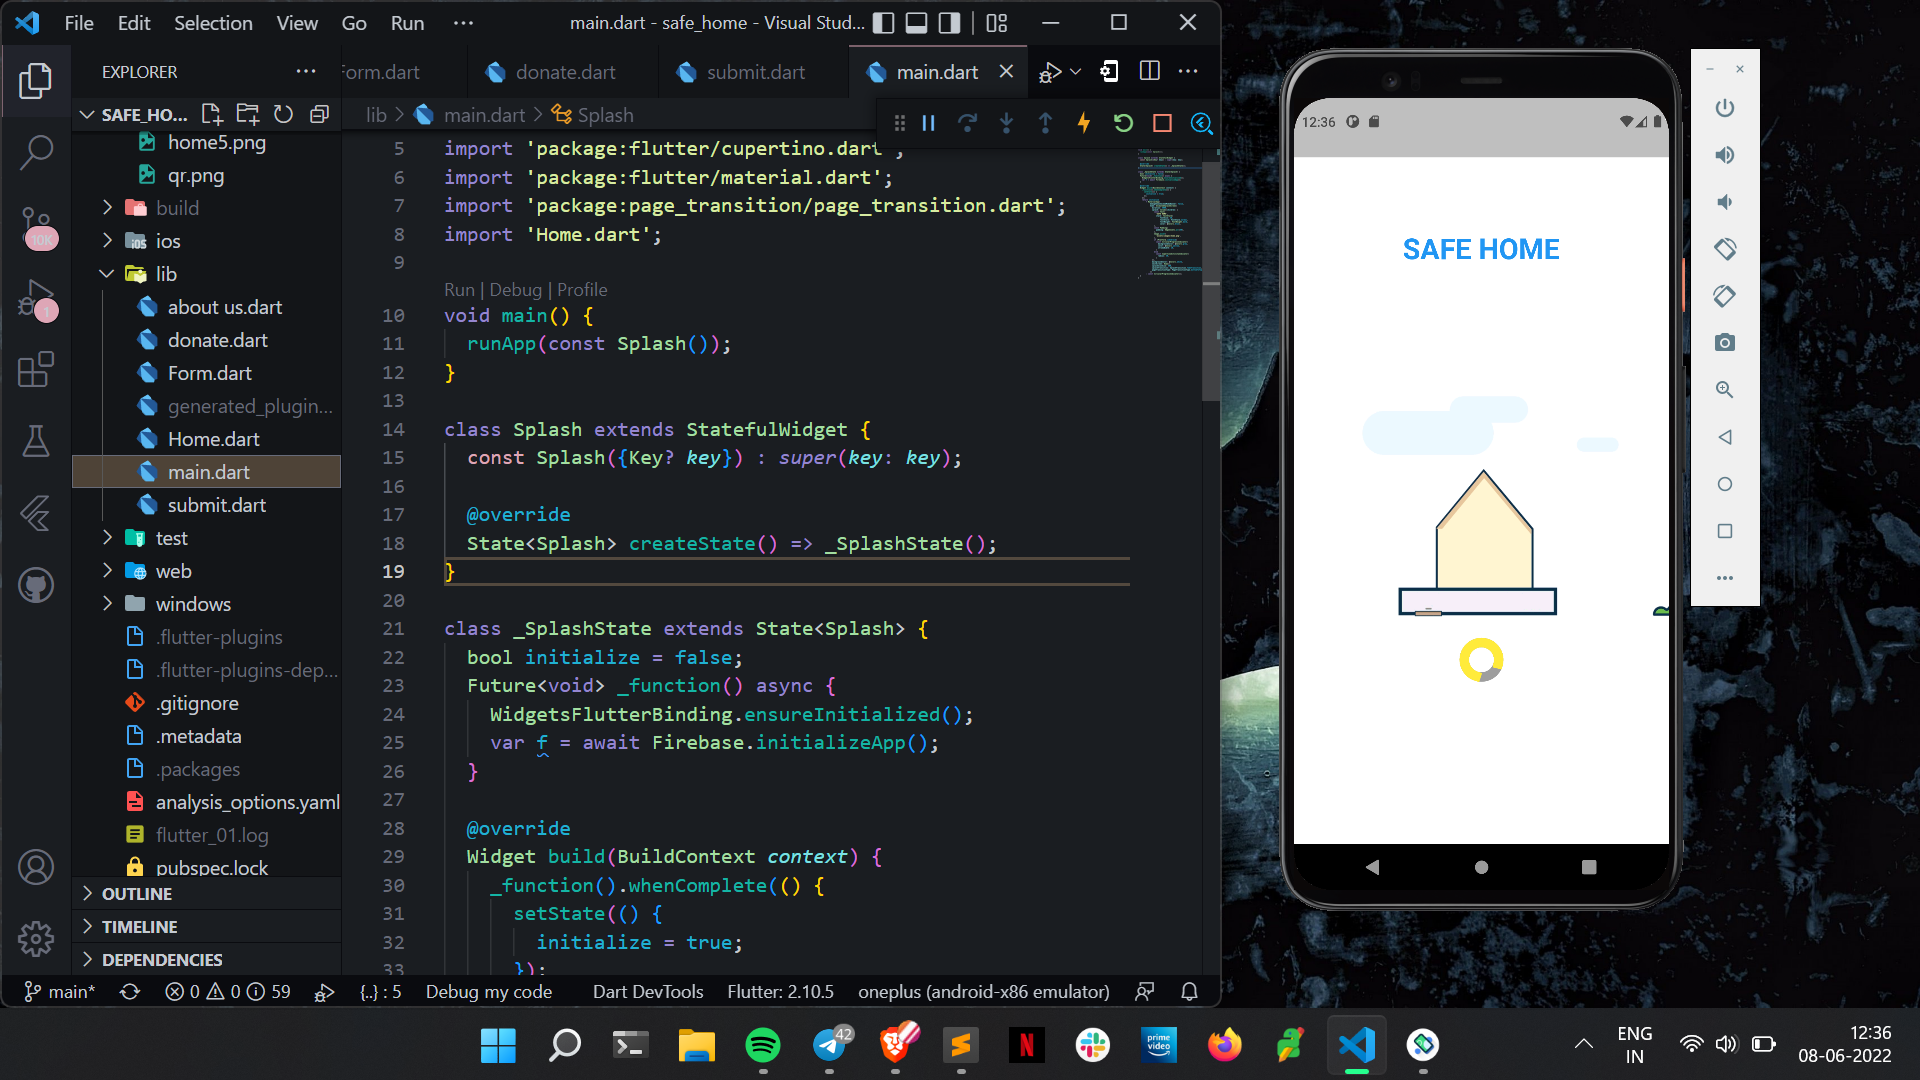 File Edit Selection View Go Run ···
main.dart - safe_home - Visual Stud...
EXPLORER
SAFE_HO...
home5.png
qr.png
build
ios
lib
about us.dart
donate.dart
Form.dart
generated_plugin...
Home.dart
main.dart
submit.dart
test
web
windows
.flutter-plugins
.flutter-plugins-dep...
.gitignore
.metadata
.packages
analysis_options.yaml
flutter_01.log
pubspec.lock
OUTLINE
TIMELINE
DEPENDENCIES
10K
1
Form.dart donate.dart submit.dart main.dart
lib > main.dart > Splash
5 import 'package:flutter/cupertino.dart';
6 import 'package:flutter/material.dart';
7 import 'package:page_transition/page_transition.dart';
8 import 'Home.dart';
9
Run | Debug | Profile
10 void main() {
11 runApp(const Splash());
12 }
13
14 class Splash extends StatefulWidget {
15 const Splash({Key? key}) : super(key: key);
16
17 @override
18 State<Splash> createState() => _SplashState();
19 }
20
21 class _SplashState extends State<Splash> {
22 bool initialize = false;
23 Future<void> _function() async {
24 WidgetsFlutterBinding.ensureInitialized();
25 var f = await Firebase.initializeApp();
26 }
27
28 @override
29 Widget build(BuildContext context) {
30 _function().whenComplete(() {
31 setState(() {
32 initialize = true;
33 });
main* 0 0 59 {..} : 5 Debug my code Dart DevTools Flutter: 2.10.5 oneplus (android-x86 emulator)
12:36
SAFE HOME
42
prime video
ENG
IN
12:36
08-06-2022